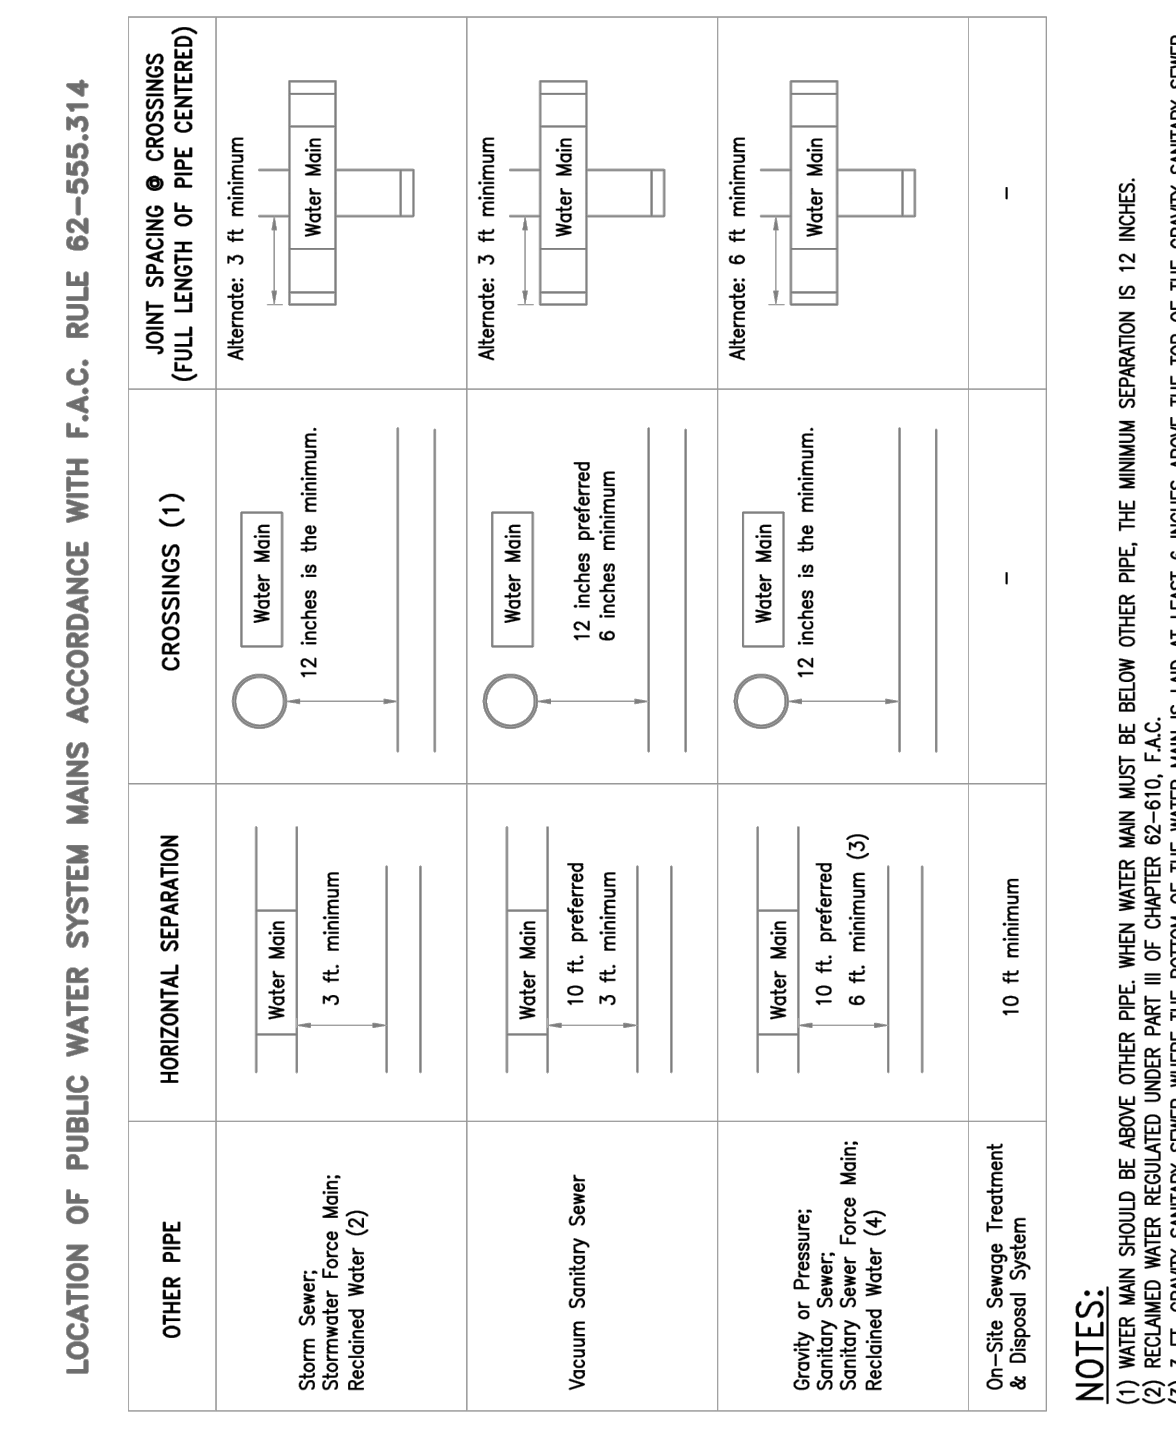 LOCATION OF PUBLIC WATER SYSTEM MAINS ACCORDANCE WITH F.A.C. RULE 62-555.314
OTHER PIPE
HORIZONTAL SEPARATION
CROSSINGS (1)
JOINT SPACING @ CROSSINGS
(FULL LENGTH OF PIPE CENTERED)
Storm Sewer;
Stormwater Force Main;
Reclained Water (2)
Water Main
3 ft. minimum
Water Main
12 inches is the minimum.
Alternate: 3 ft minimum
Water Main
Vacuum Sanitary Sewer
Water Main
10 ft. preferred
3 ft. minimum
Water Main
12 inches preferred
6 inches minimum
Alternate: 3 ft minimum
Water Main
Gravity or Pressure;
Sanitary Sewer;
Sanitary Sewer Force Main;
Reclained Water (4)
Water Main
10 ft. preferred
6 ft. minimum (3)
Water Main
12 inches is the minimum.
Alternate: 6 ft minimum
Water Main
On-Site Sewage Treatment
& Disposal System
10 ft minimum
-
-
NOTES:
(1) WATER MAIN SHOULD BE ABOVE OTHER PIPE. WHEN WATER MAIN MUST BE BELOW OTHER PIPE, THE MINIMUM SEPARATION IS 12 INCHES.
(2) RECLAIMED WATER REGULATED UNDER PART III OF CHAPTER 62-610, F.A.C.